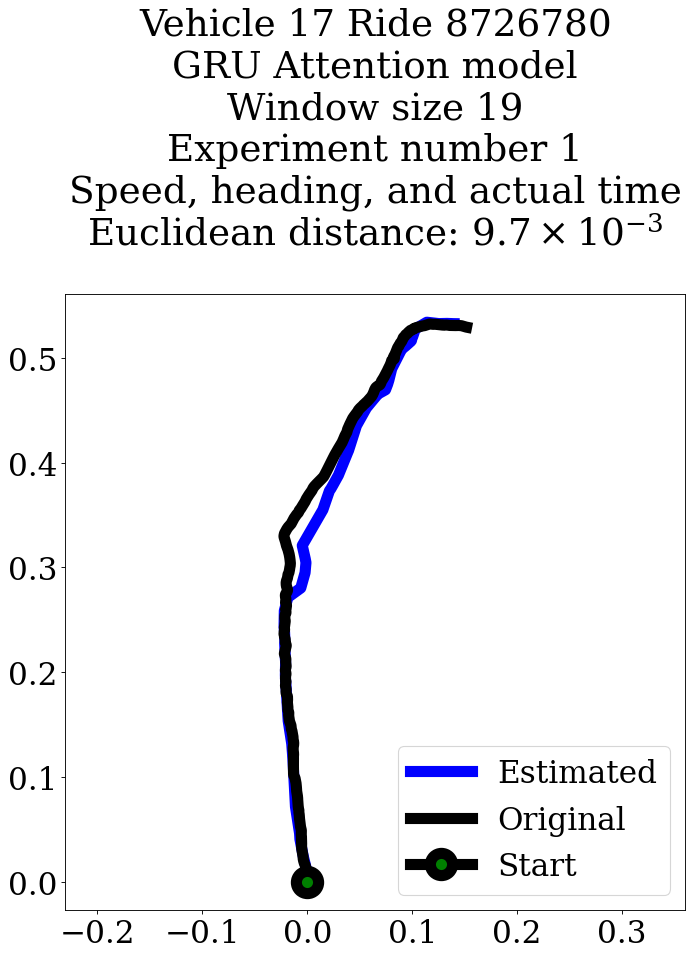 Vehicle 17 Ride 8726780
GRU Attention model
Window size 19
Experiment number 1
Speed, heading, and actual time
Euclidean distance: 9.7 × 10⁻³
0.5
0.4
0.3
0.2
0.1
0.0
Estimated
Original
Start
−0.2 −0.1 0.0 0.1 0.2 0.3